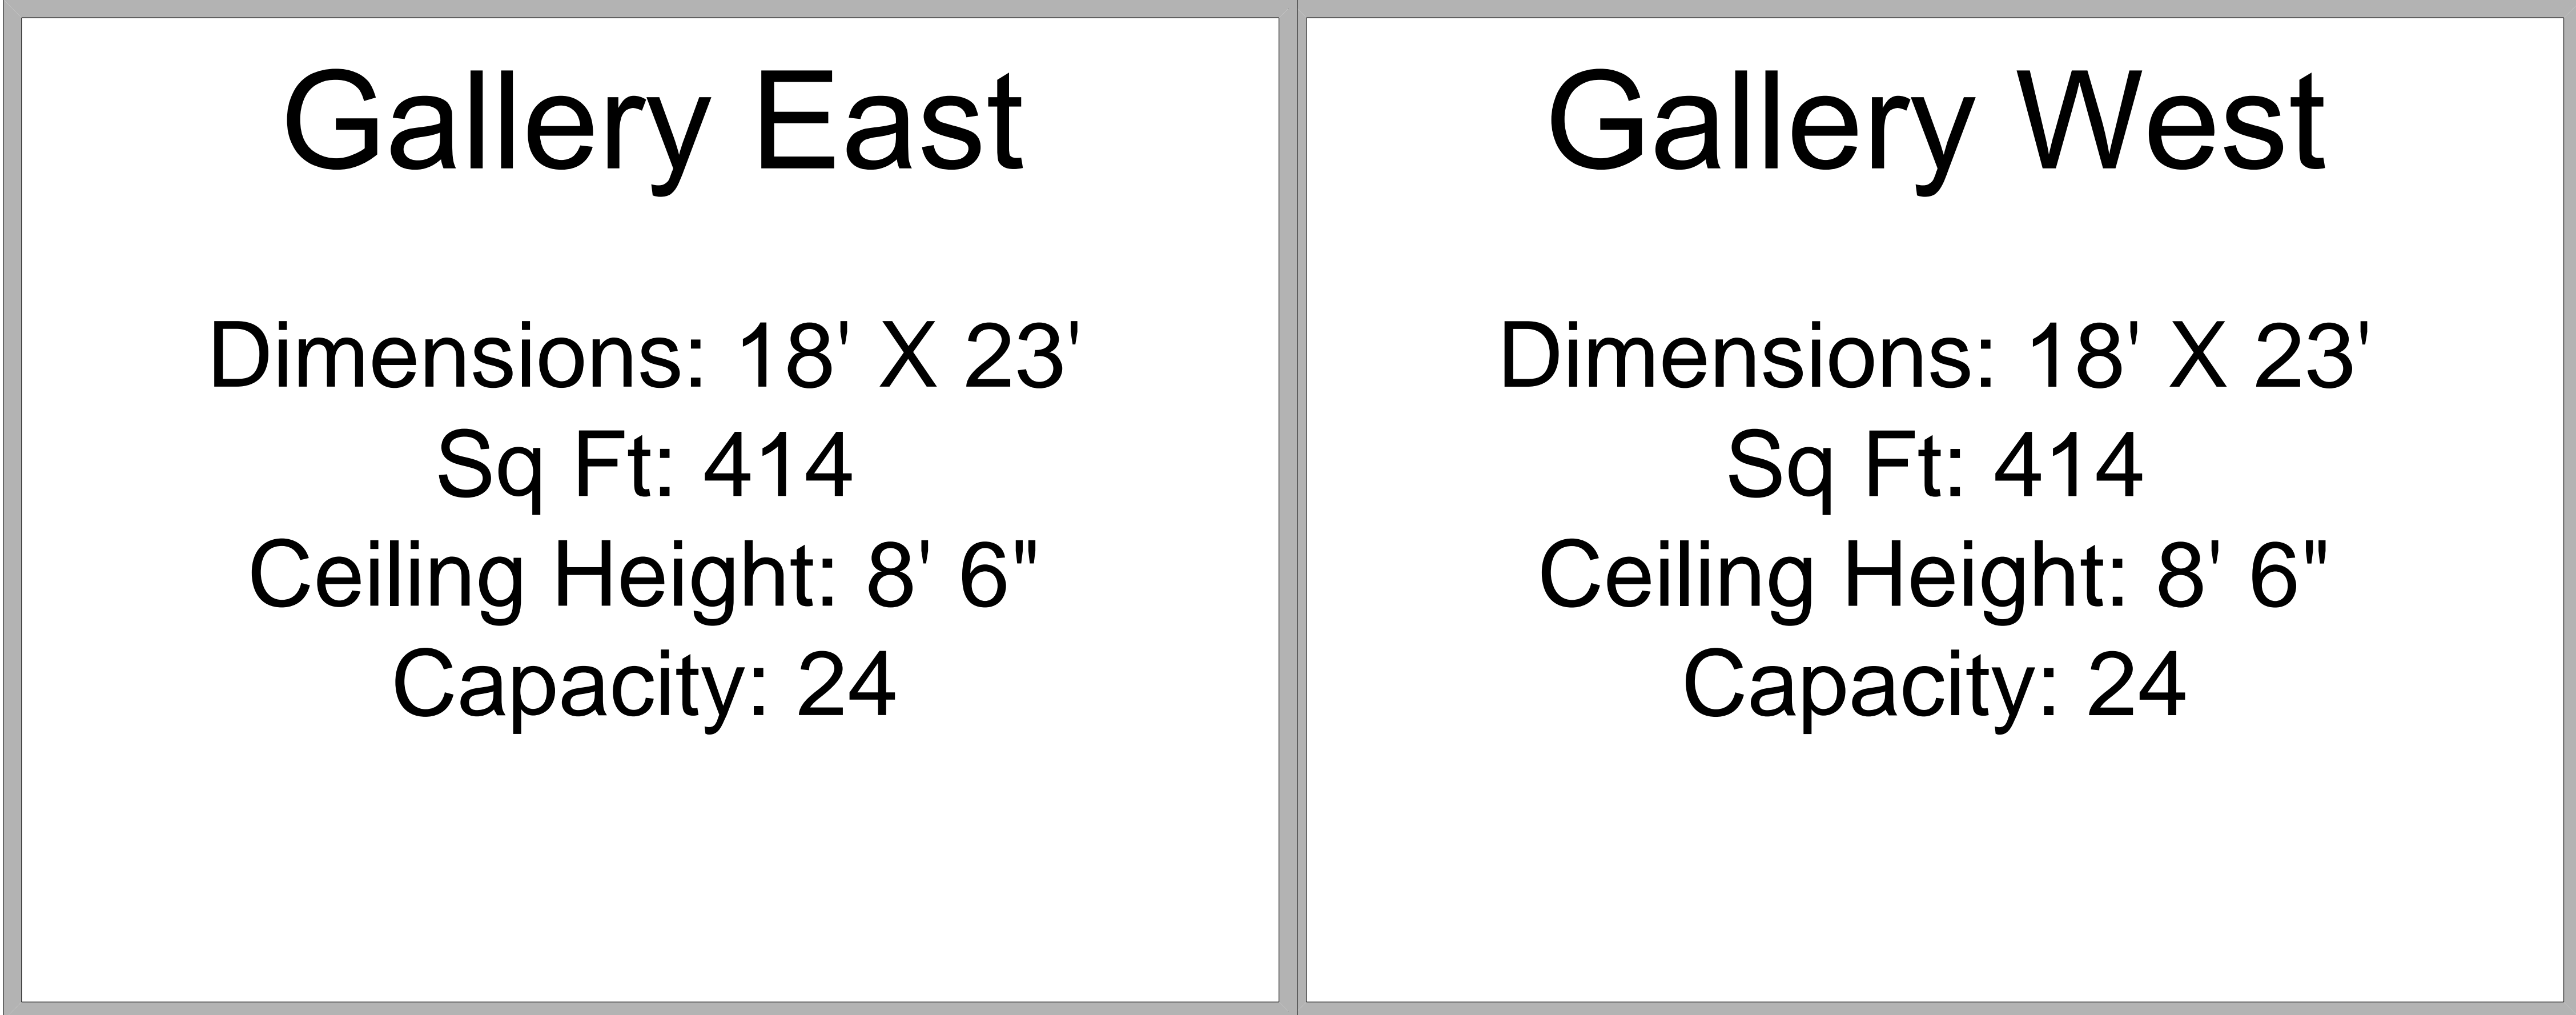 Gallery East
Dimensions: 18' X 23'
Sq Ft: 414
Ceiling Height: 8' 6"
Capacity: 24
Gallery West
Dimensions: 18' X 23'
Sq Ft: 414
Ceiling Height: 8' 6"
Capacity: 24